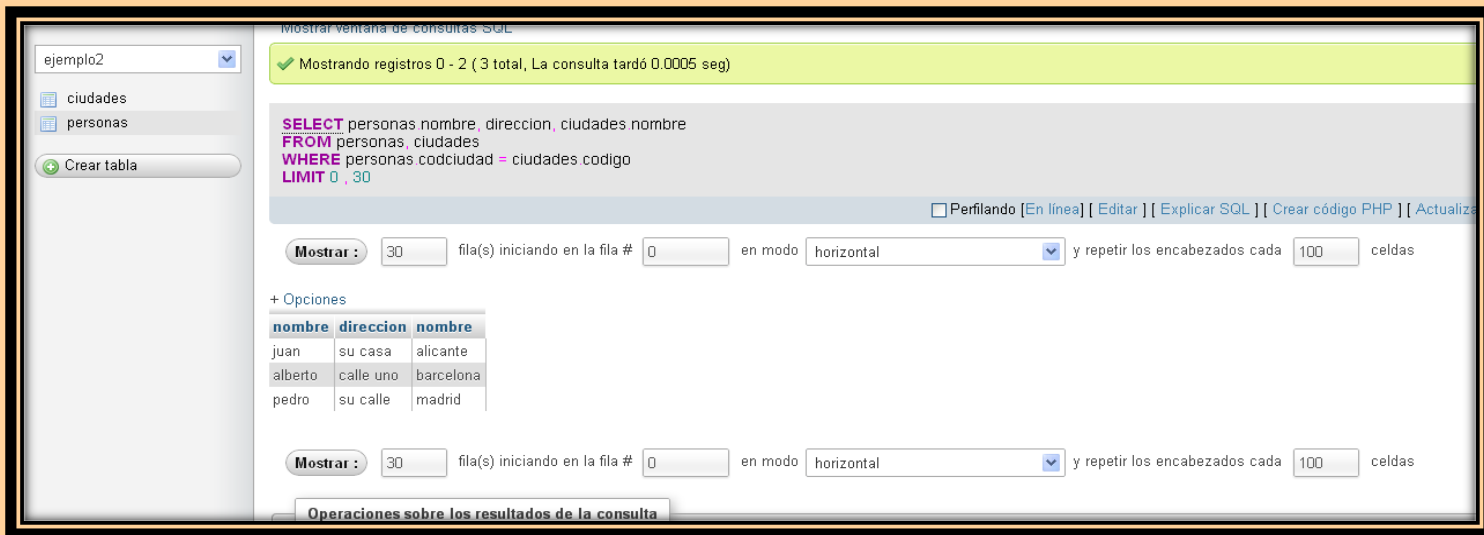 Mostrar ventana de consultas SQL
ejemplo2
ciudades
personas
Crear tabla
Mostrando registros 0 - 2 ( 3 total, La consulta tardó 0.0005 seg)
SELECT personas.nombre, direccion, ciudades.nombre
FROM personas, ciudades
WHERE personas.codciudad = ciudades.codigo
LIMIT 0 , 30
Perfilando [En línea] [ Editar ] [ Explicar SQL ] [ Crear código PHP ] [ Actualiza
Mostrar : 30 fila(s) iniciando en la fila # 0 en modo horizontal y repetir los encabezados cada 100 celdas
+ Opciones
nombre direccion nombre
juan su casa alicante
alberto calle uno barcelona
pedro su calle madrid
Mostrar : 30 fila(s) iniciando en la fila # 0 en modo horizontal y repetir los encabezados cada 100 celdas
Operaciones sobre los resultados de la consulta